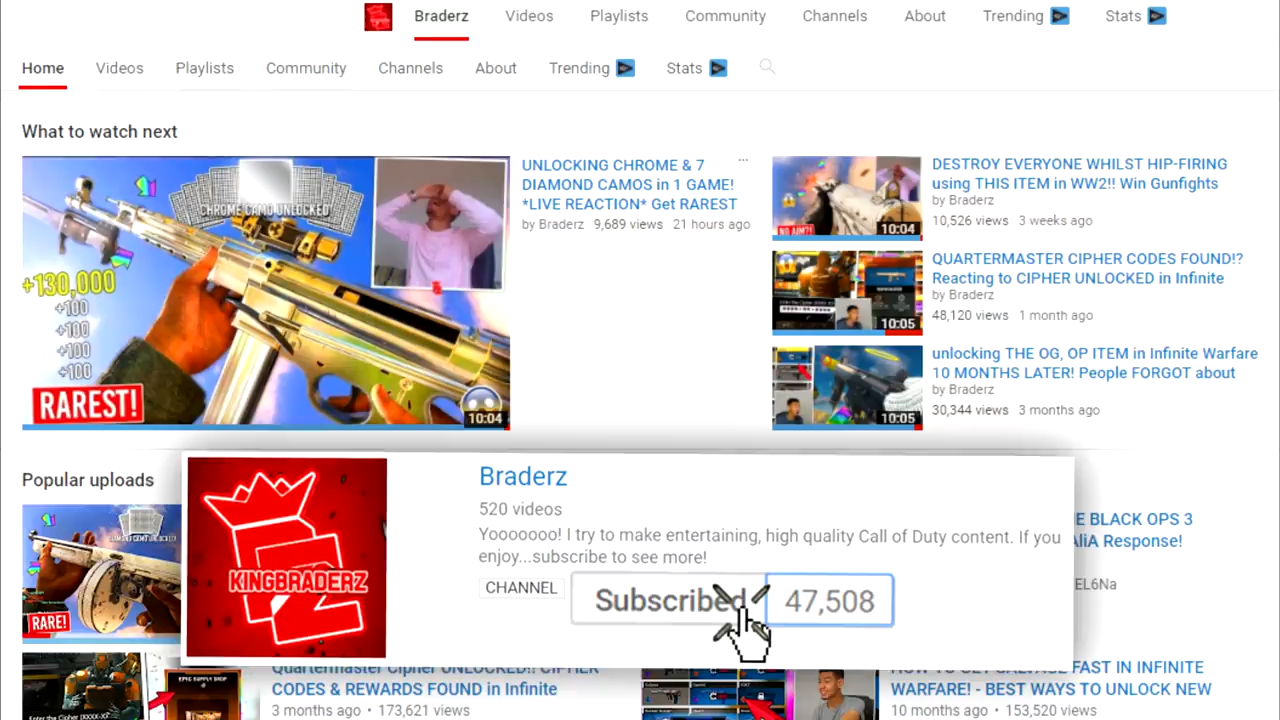 Braderz Videos Playlists Community Channels About Trending Stats
Home Videos Playlists Community Channels About Trending Stats
What to watch next
CHROME CAMO UNLOCKED!
+130,000
+100
+100
+100
+100
RAREST!
10:04
UNLOCKING CHROME & 7
DIAMOND CAMOS in 1 GAME!
*LIVE REACTION* Get RAREST
by Braderz 9,689 views 21 hours ago
NO AIM?!
10:04
DESTROY EVERYONE WHILST HIP-FIRING
using THIS ITEM in WW2!! Win Gunfights
by Braderz
10,526 views 3 weeks ago
10:05
QUARTERMASTER CIPHER CODES FOUND!?
Reacting to CIPHER UNLOCKED in Infinite
by Braderz
48,120 views 1 month ago
10:05
unlocking THE OG, OP ITEM in Infinite Warfare
10 MONTHS LATER! People FORGOT about
by Braderz
30,344 views 3 months ago
Popular uploads
RARE!
KINGBRADERZ
Braderz
520 videos
Yooooooo! I try to make entertaining, high quality Call of Duty content. If you
enjoy...subscribe to see more!
CHANNEL Subscribed 47,508
E BLACK OPS 3
AliA Response!
EL6Na
EPIC SUPPLY DROP
Quartermaster Cipher UNLOCKED!! CIPHER
CODES & REWARDS FOUND in Infinite
3 months ago • 173,621 views
HOW TO GET SALVAGE FAST IN INFINITE
WARFARE! - BEST WAYS TO UNLOCK NEW
10 months ago • 153,520 views